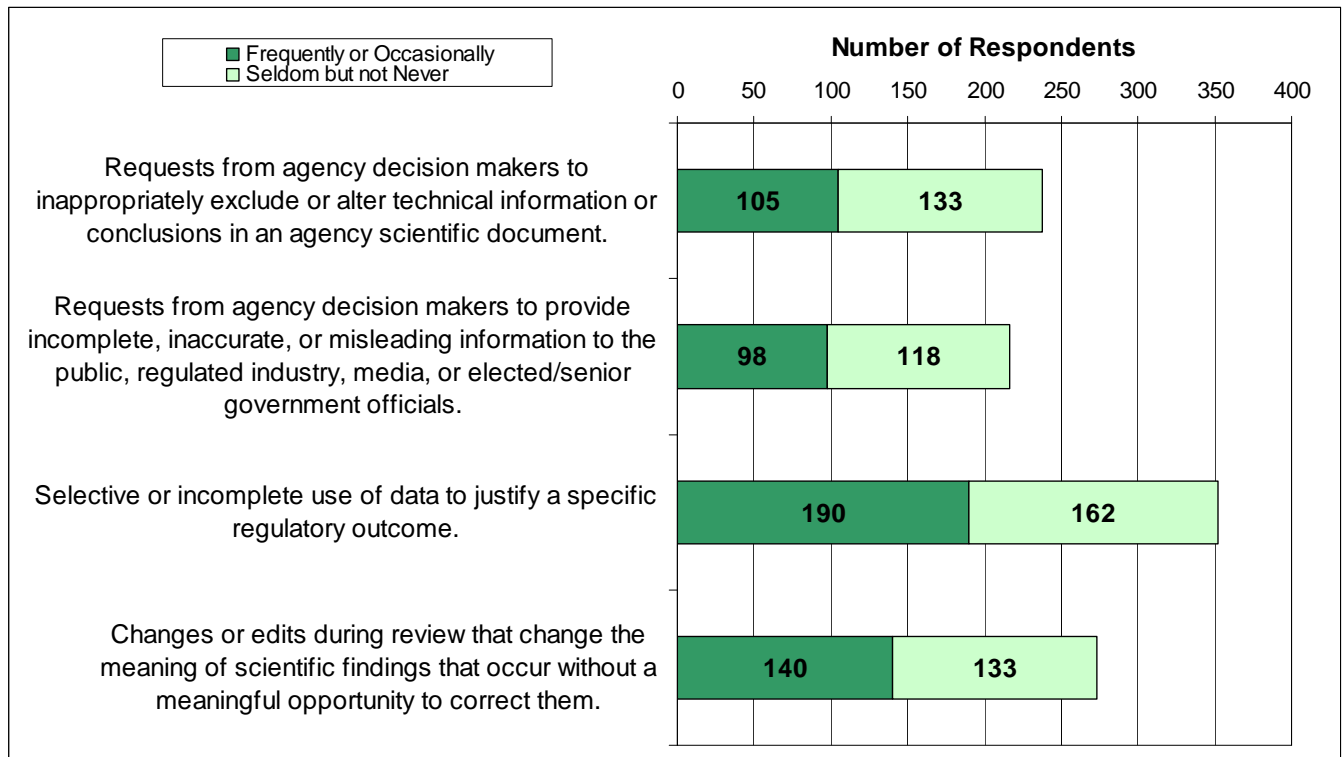 Frequently or Occasionally
Seldom but not Never
Number of Respondents
0 50 100 150 200 250 300 350 400
Requests from agency decision makers to
inappropriately exclude or alter technical information or
conclusions in an agency scientific document.
105 133
Requests from agency decision makers to provide
incomplete, inaccurate, or misleading information to the
public, regulated industry, media, or elected/senior
government officials.
98 118
Selective or incomplete use of data to justify a specific
regulatory outcome.
190 162
Changes or edits during review that change the
meaning of scientific findings that occur without a
meaningful opportunity to correct them.
140 133